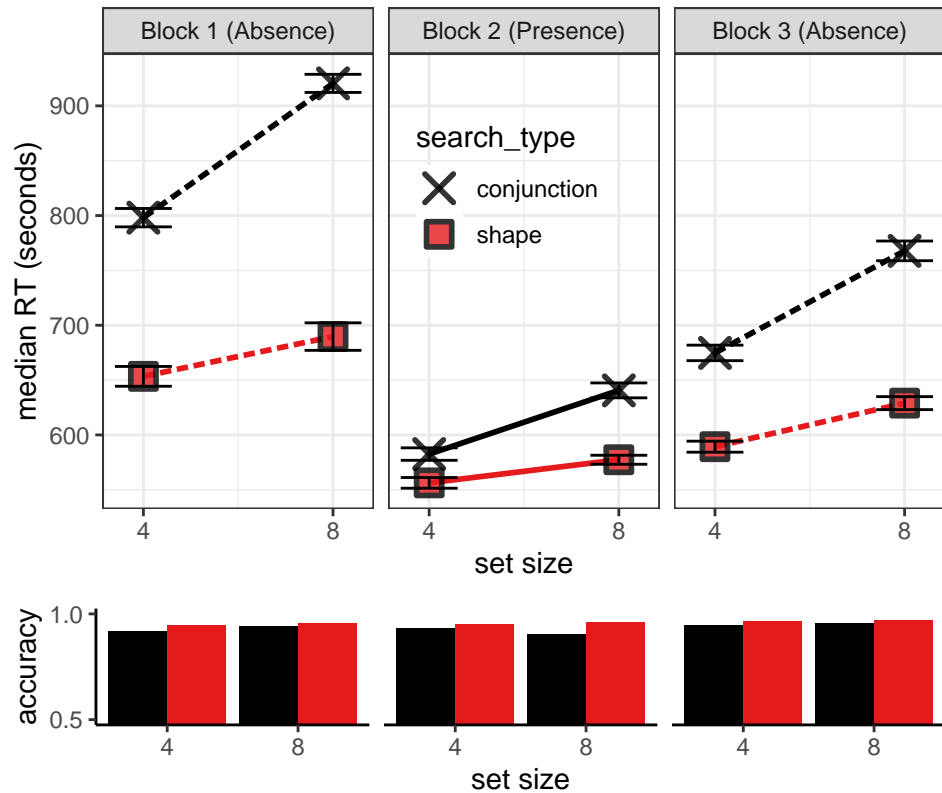 Block 1 (Absence) Block 2 (Presence) Block 3 (Absence)
median RT (seconds)
900
800
700
600
search_type
conjunction
shape
4 8 4 8 4 8
set size
accuracy
1.0
0.5
4 8 4 8 4 8
set size